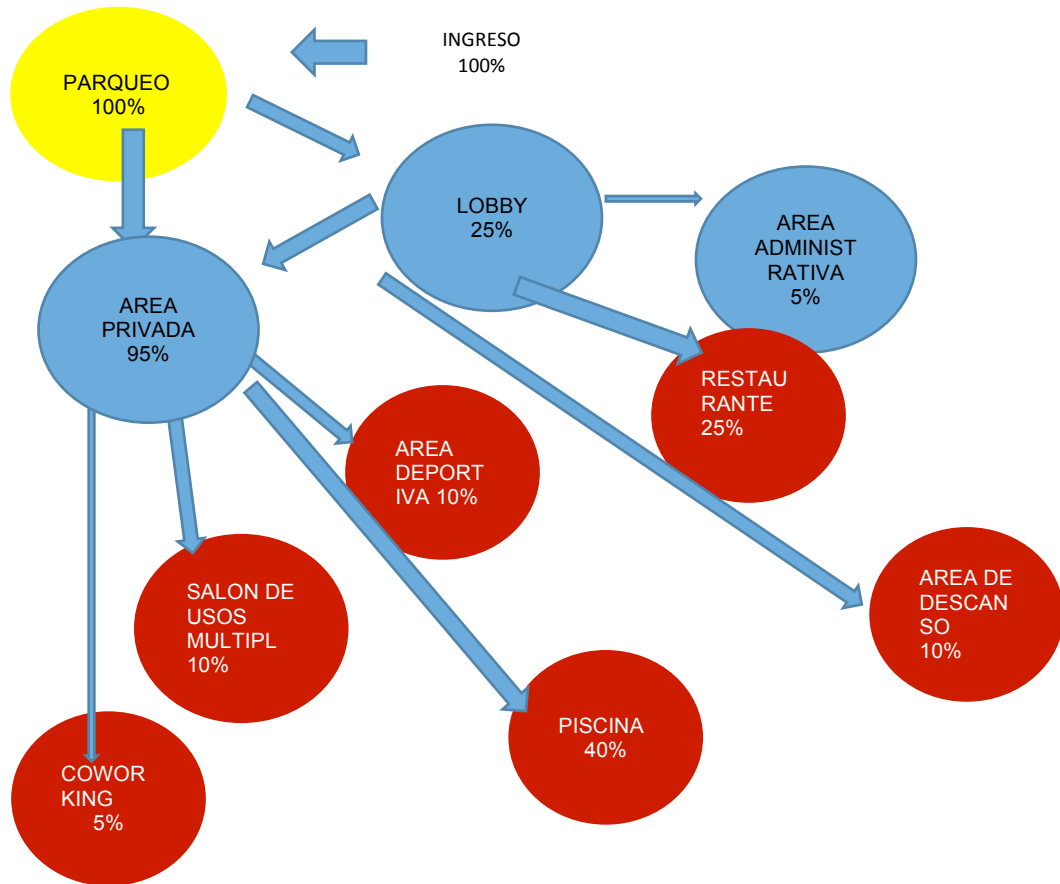 INGRESO
100%
PARQUEO
100%
LOBBY
25%
AREA
ADMINIST
RATIVA
5%
AREA
PRIVADA
95%
RESTAU
RANTE
25%
AREA
DEPORT
IVA 10%
SALON DE
USOS
MULTIPL
10%
AREA DE
DESCAN
SO
10%
PISCINA
40%
COWOR
KING
5%